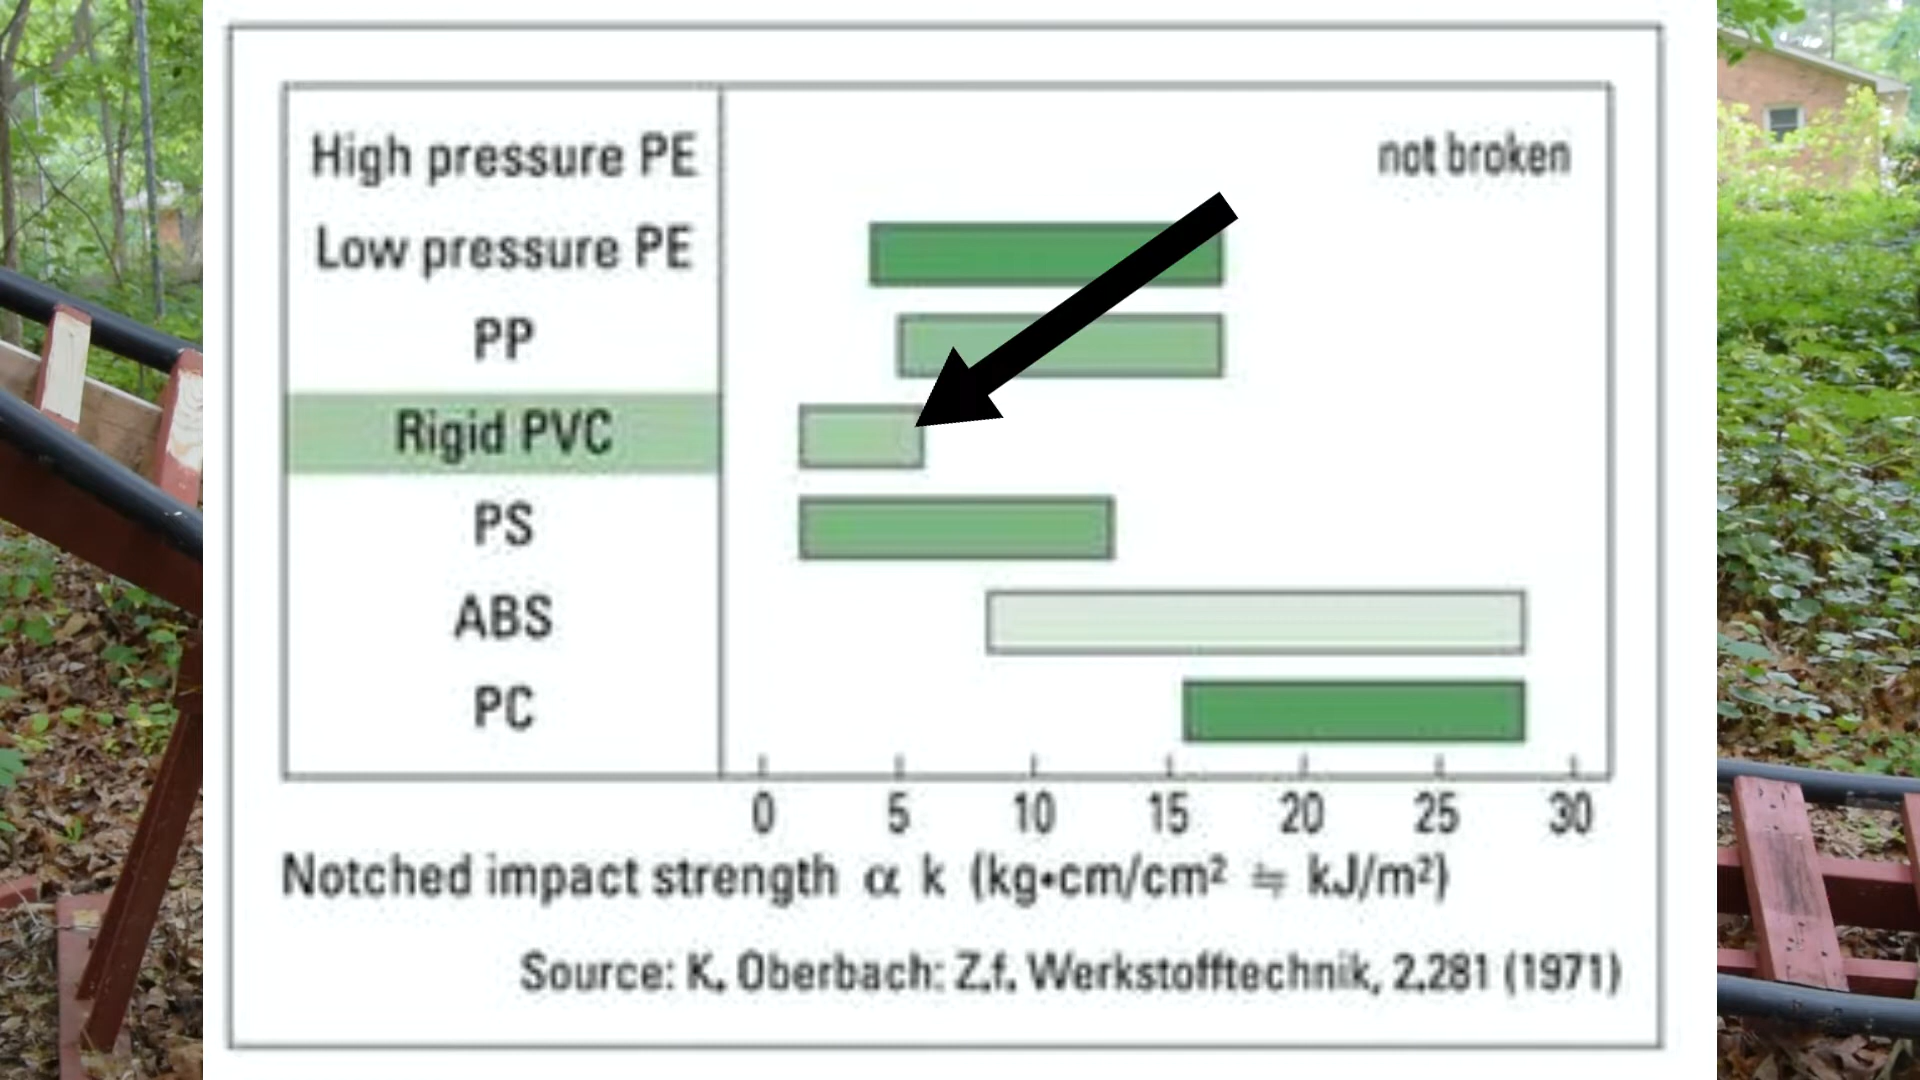 High pressure PE not broken
Low pressure PE
PP
Rigid PVC
PS
ABS
PC
0 5 10 15 20 25 30
Notched impact strength α k (kg•cm/cm² ≒ kJ/m²)
Source: K. Oberbach: Z.f. Werkstofftechnik, 2.281 (1971)